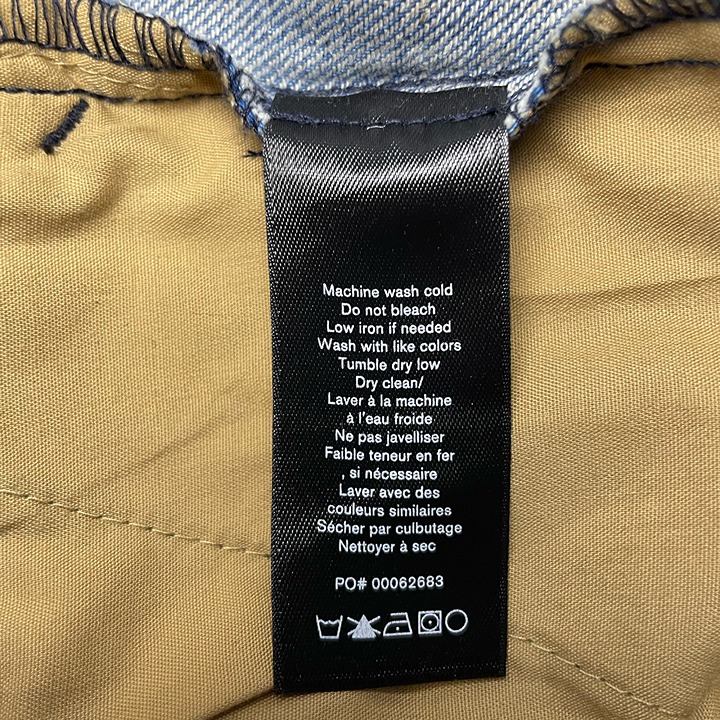 Machine wash cold
Do not bleach
Low iron if needed
Wash with like colors
Tumble dry low
Dry clean/
Laver à la machine
à l'eau froide
Ne pas javelliser
Faible teneur en fer
, si nécessaire
Laver avec des
couleurs similaires
Sécher par culbutage
Nettoyer à sec
PO# 00062683